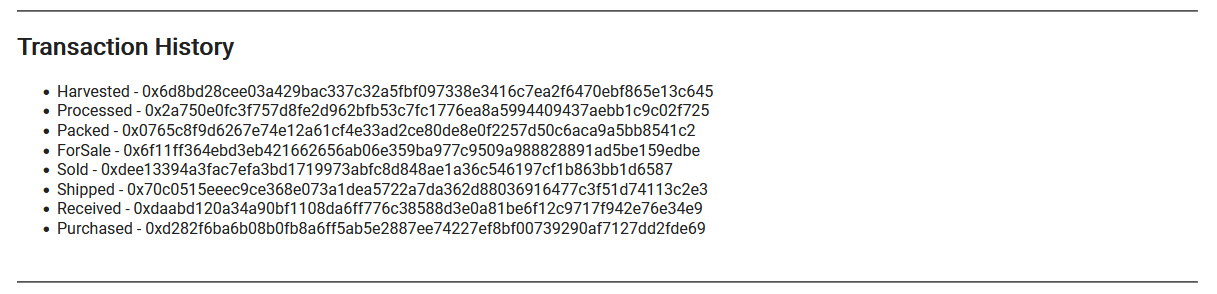 Transaction History
• Harvested - 0x6d8bd28cee03a429bac337c32a5fbf097338e3416c7ea2f6470ebf865e13c645
• Processed - 0x2a750e0fc3f757d8fe2d962bfb53c7fc1776ea8a5994409437aebb1c9c02f725
• Packed - 0x0765c8f9d6267e74e12a61cf4e33ad2ce80de8e0f2257d50c6aca9a5bb8541c2
• ForSale - 0x6f11ff364ebd3eb421662656ab06e359ba977c9509a988828891ad5be159edbe
• Sold - 0xdee13394a3fac7efa3bd1719973abfc8d848ae1a36c546197cf1b863bb1d6587
• Shipped - 0x70c0515eeec9ce368e073a1dea5722a7da362d88036916477c3f51d74113c2e3
• Received - 0xdaabd120a34a90bf1108da6ff776c38588d3e0a81be6f12c9717f942e76e34e9
• Purchased - 0xd282f6ba6b08b0fb8a6ff5ab5e2887ee74227ef8bf00739290af7127dd2fde69